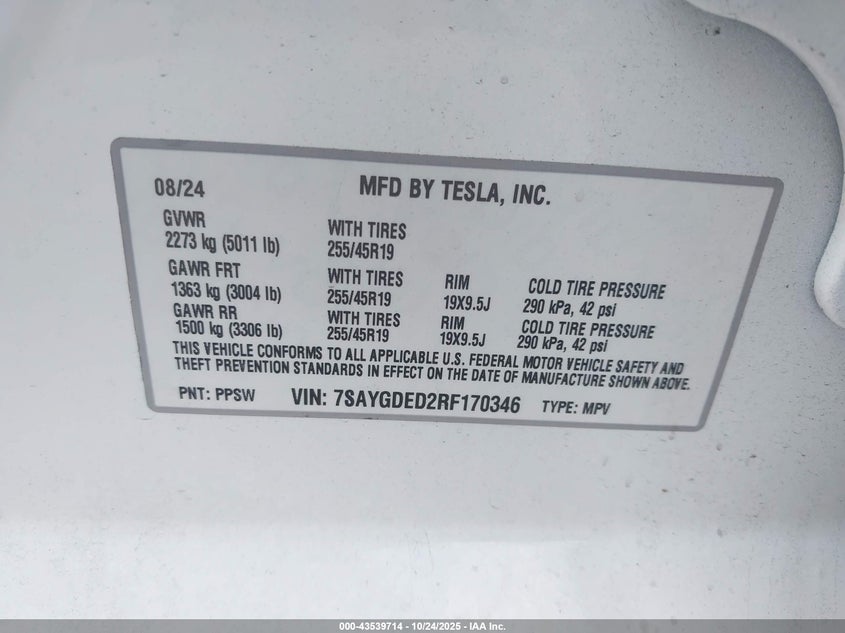 08/24 MFD BY TESLA, INC.
GVWR
2273 kg (5011 lb) WITH TIRES 255/45R19
GAWR FRT
1363 kg (3004 lb) WITH TIRES 255/45R19 RIM 19X9.5J COLD TIRE PRESSURE 290 kPa, 42 psi
GAWR RR
1500 kg (3306 lb) WITH TIRES 255/45R19 RIM 19X9.5J COLD TIRE PRESSURE 290 kPa, 42 psi
THIS VEHICLE CONFORMS TO ALL APPLICABLE U.S. FEDERAL MOTOR VEHICLE SAFETY AND
THEFT PREVENTION STANDARDS IN EFFECT ON THE DATE OF MANUFACTURE SHOWN ABOVE.
PNT: PPSW VIN: 7SAYGDED2RF170346 TYPE: MPV
000-43539714 - 10/24/2025 - IAA Inc.